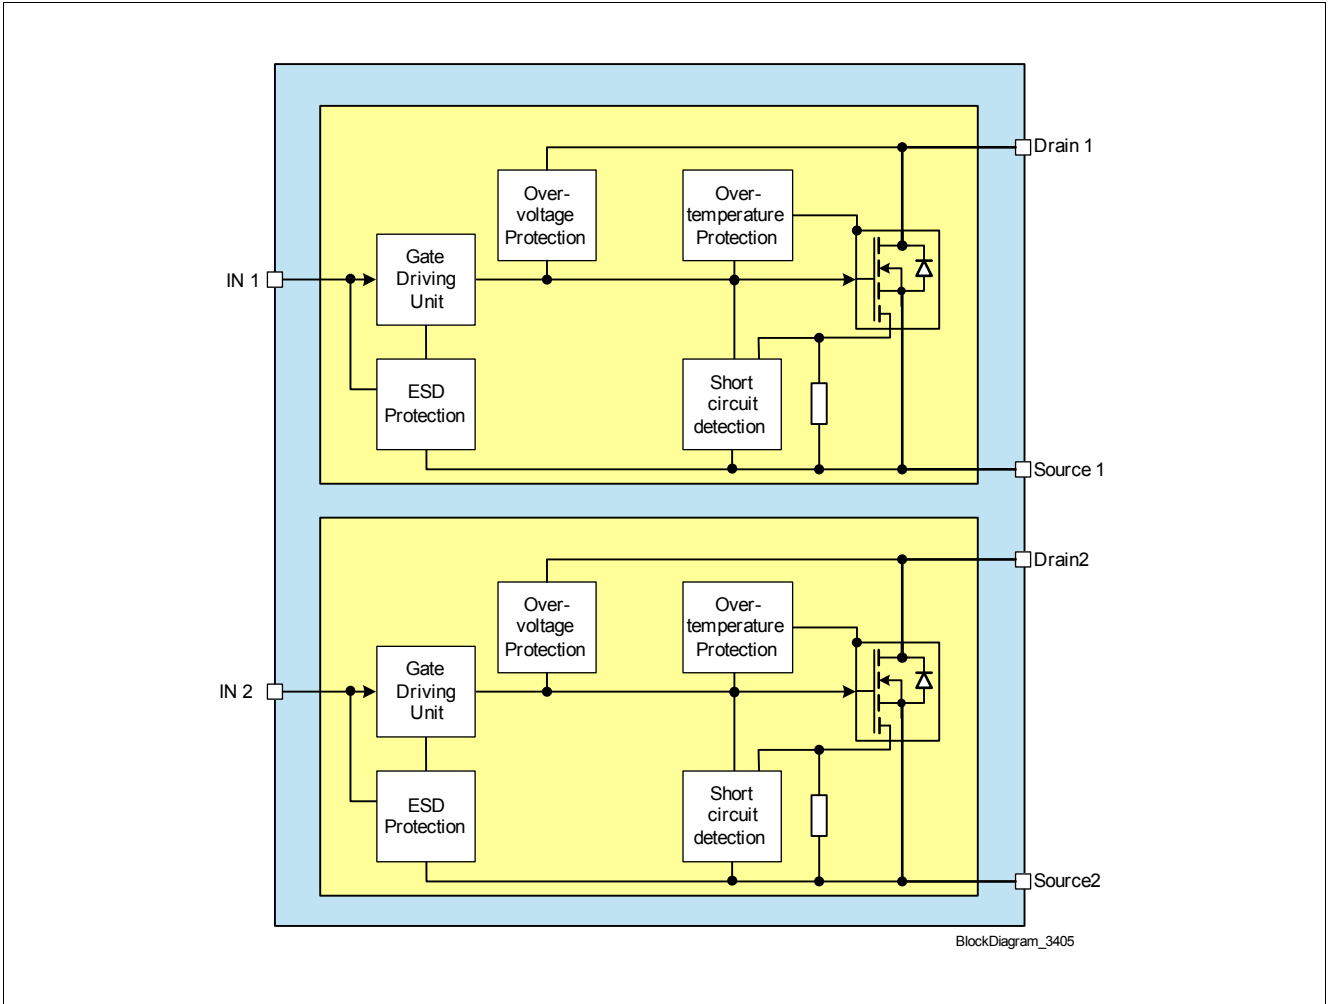 Drain 1
Over-
voltage
Protection
Over-
temperature
Protection
Gate
Driving
Unit
IN 1
ESD
Protection
Short
circuit
detection
Source 1
Drain2
Over-
voltage
Protection
Over-
temperature
Protection
Gate
Driving
Unit
IN 2
ESD
Protection
Short
circuit
detection
Source2
BlockDiagram_3405